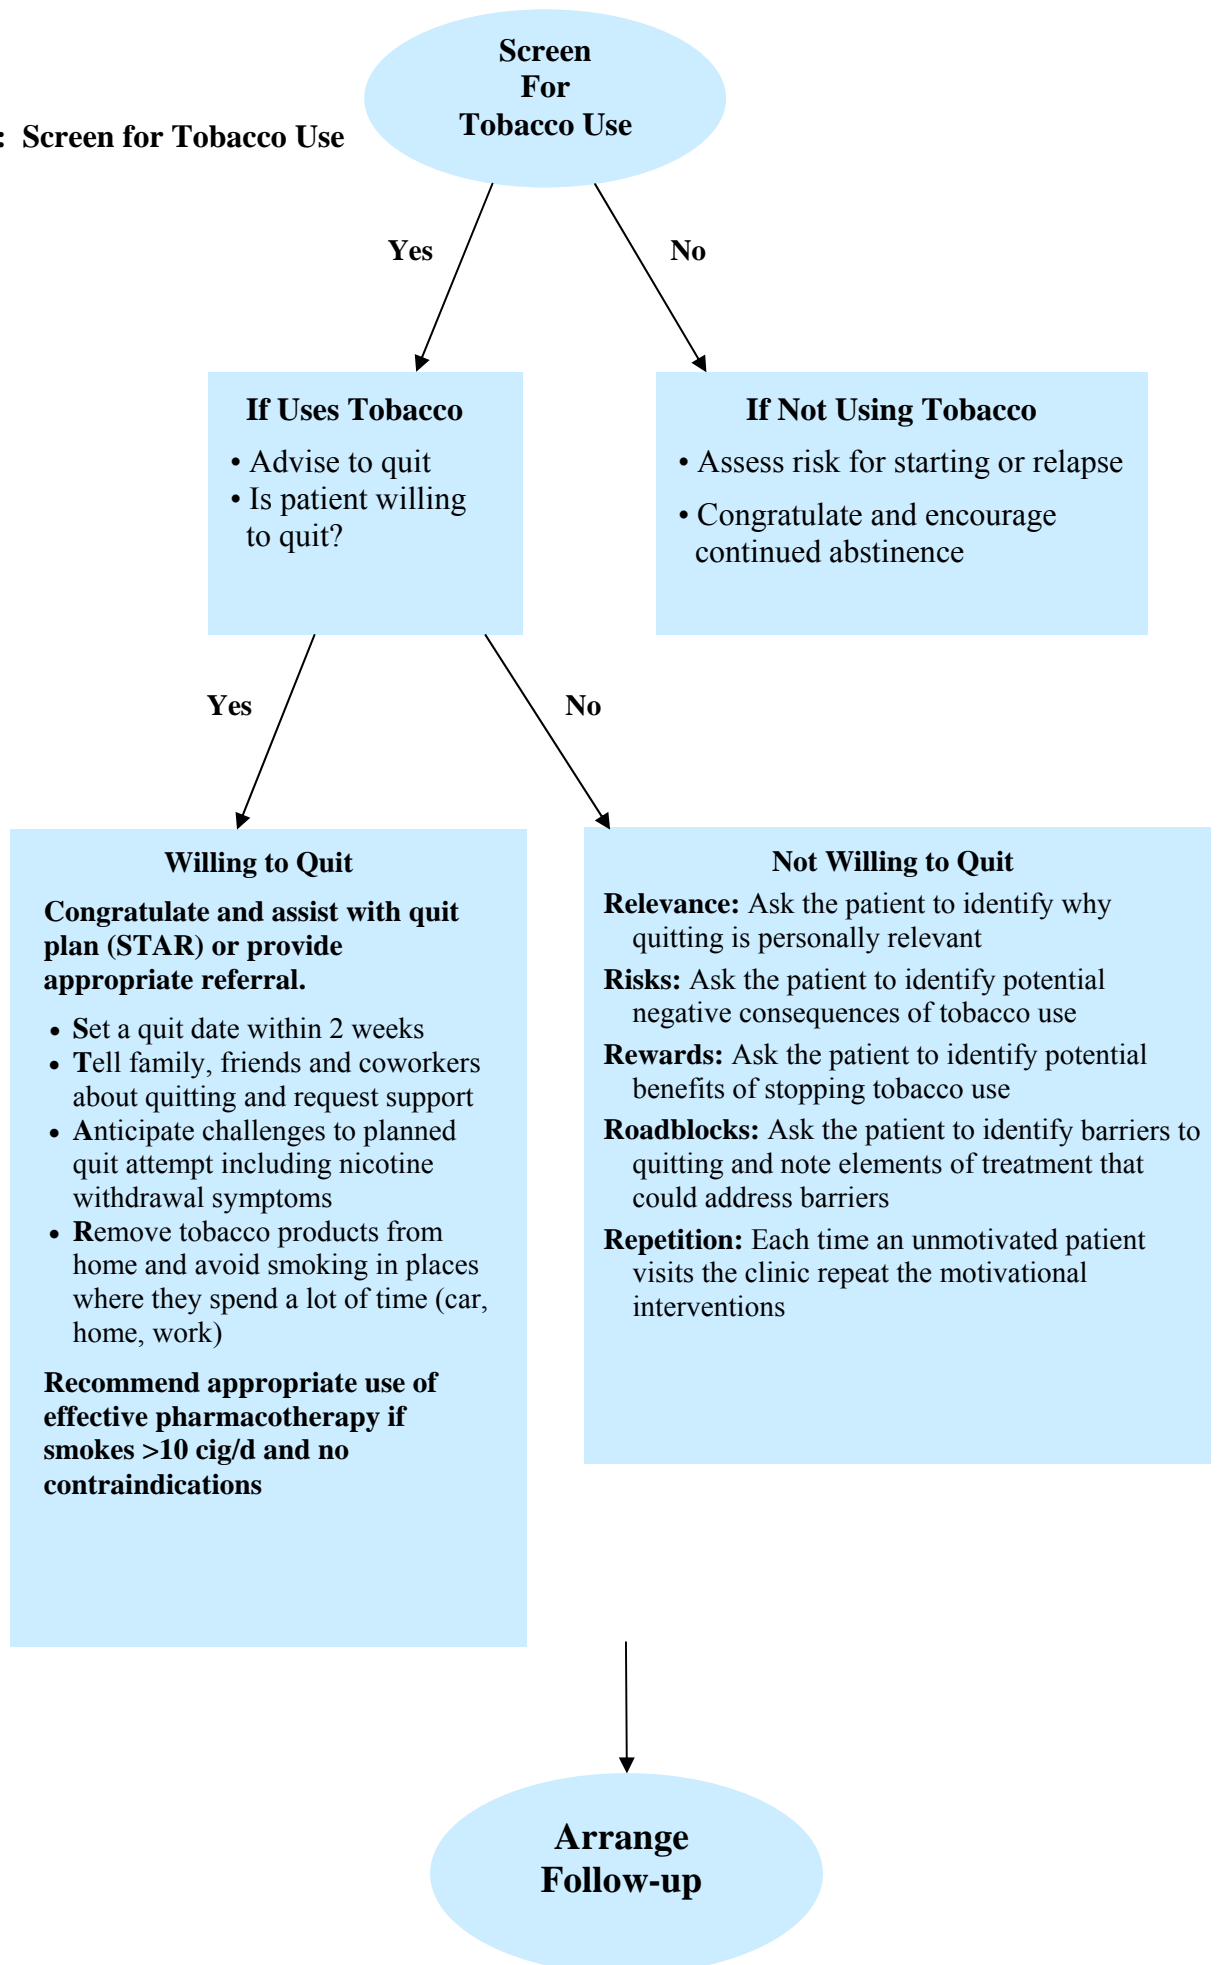 Screen
For
Tobacco Use
: Screen for Tobacco Use
Yes
No
If Uses Tobacco
• Advise to quit
• Is patient willing
to quit?
If Not Using Tobacco
• Assess risk for starting or relapse
• Congratulate and encourage
continued abstinence
Yes
No
Willing to Quit
Congratulate and assist with quit
plan (STAR) or provide
appropriate referral.
• Set a quit date within 2 weeks
• Tell family, friends and coworkers
about quitting and request support
• Anticipate challenges to planned
quit attempt including nicotine
withdrawal symptoms
• Remove tobacco products from
home and avoid smoking in places
where they spend a lot of time (car,
home, work)
Recommend appropriate use of
effective pharmacotherapy if
smokes >10 cig/d and no
contraindications
Not Willing to Quit
Relevance: Ask the patient to identify why
quitting is personally relevant
Risks: Ask the patient to identify potential
negative consequences of tobacco use
Rewards: Ask the patient to identify potential
benefits of stopping tobacco use
Roadblocks: Ask the patient to identify barriers to
quitting and note elements of treatment that
could address barriers
Repetition: Each time an unmotivated patient
visits the clinic repeat the motivational
interventions
Arrange
Follow-up